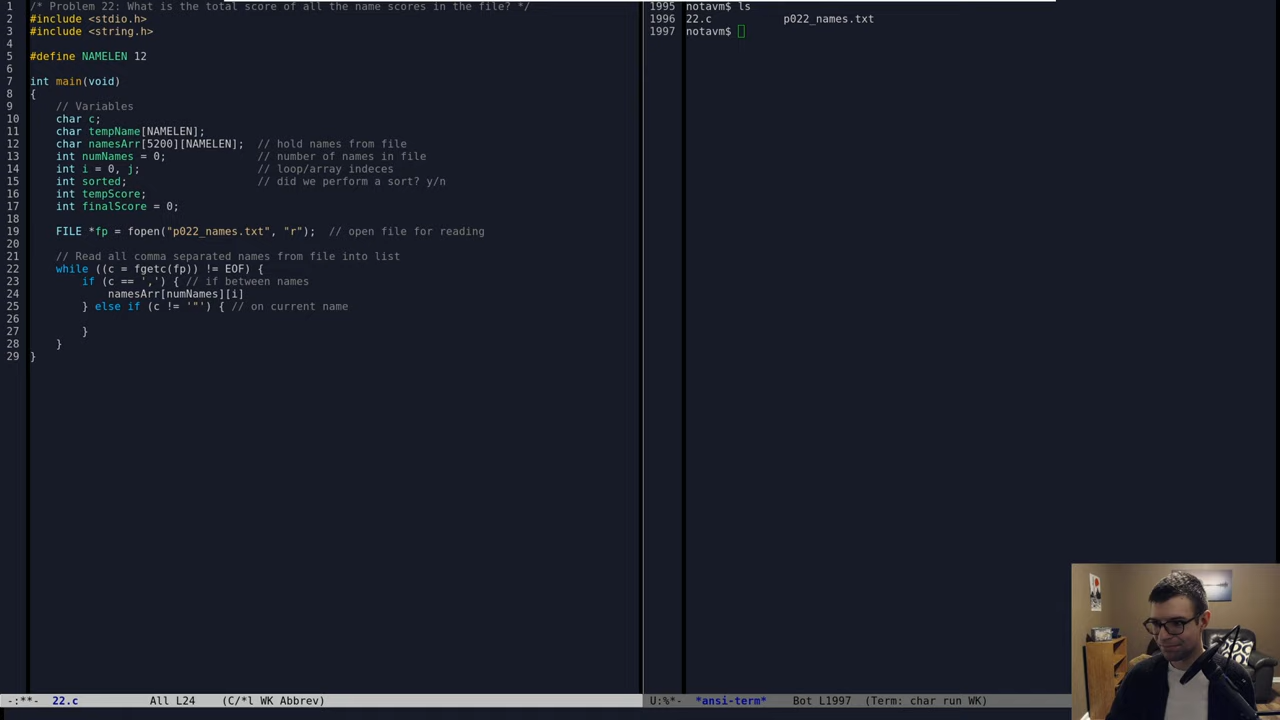 1 /* Problem 22: What is the total score of all the name scores in the file? */
2 #include <stdio.h>
3 #include <string.h>
4
5 #define NAMELEN 12
6
7 int main(void)
8 {
9     // Variables
10     char c;
11     char tempName[NAMELEN];
12     char namesArr[5200][NAMELEN];  // hold names from file
13     int numNames = 0;              // number of names in file
14     int i = 0, j;                  // loop/array indeces
15     int sorted;                    // did we perform a sort? y/n
16     int tempScore;
17     int finalScore = 0;
18
19     FILE *fp = fopen("p022_names.txt", "r");  // open file for reading
20
21     // Read all comma separated names from file into list
22     while ((c = fgetc(fp)) != EOF) {
23         if (c == ',') { // if between names
24             namesArr[numNames][i]
25         } else if (c != '"') { // on current name
26
27         }
28     }
29 }
-:**-  22.c           All L24    (C/*l WK Abbrev)
1995 notavm$ ls
1996 22.c           p022_names.txt
1997 notavm$
U:%*-  *ansi-term*    Bot L1997  (Term: char run WK)